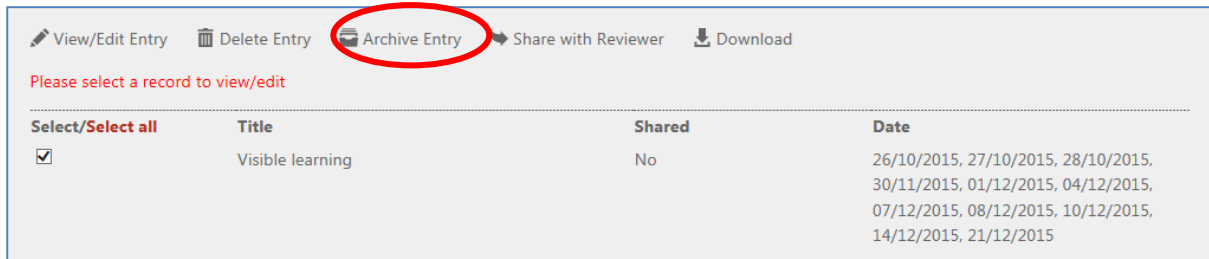 View/Edit Entry Delete Entry Archive Entry Share with Reviewer Download
Please select a record to view/edit
Select/Select all Title Shared Date
Visible learning No 26/10/2015, 27/10/2015, 28/10/2015,
30/11/2015, 01/12/2015, 04/12/2015,
07/12/2015, 08/12/2015, 10/12/2015,
14/12/2015, 21/12/2015